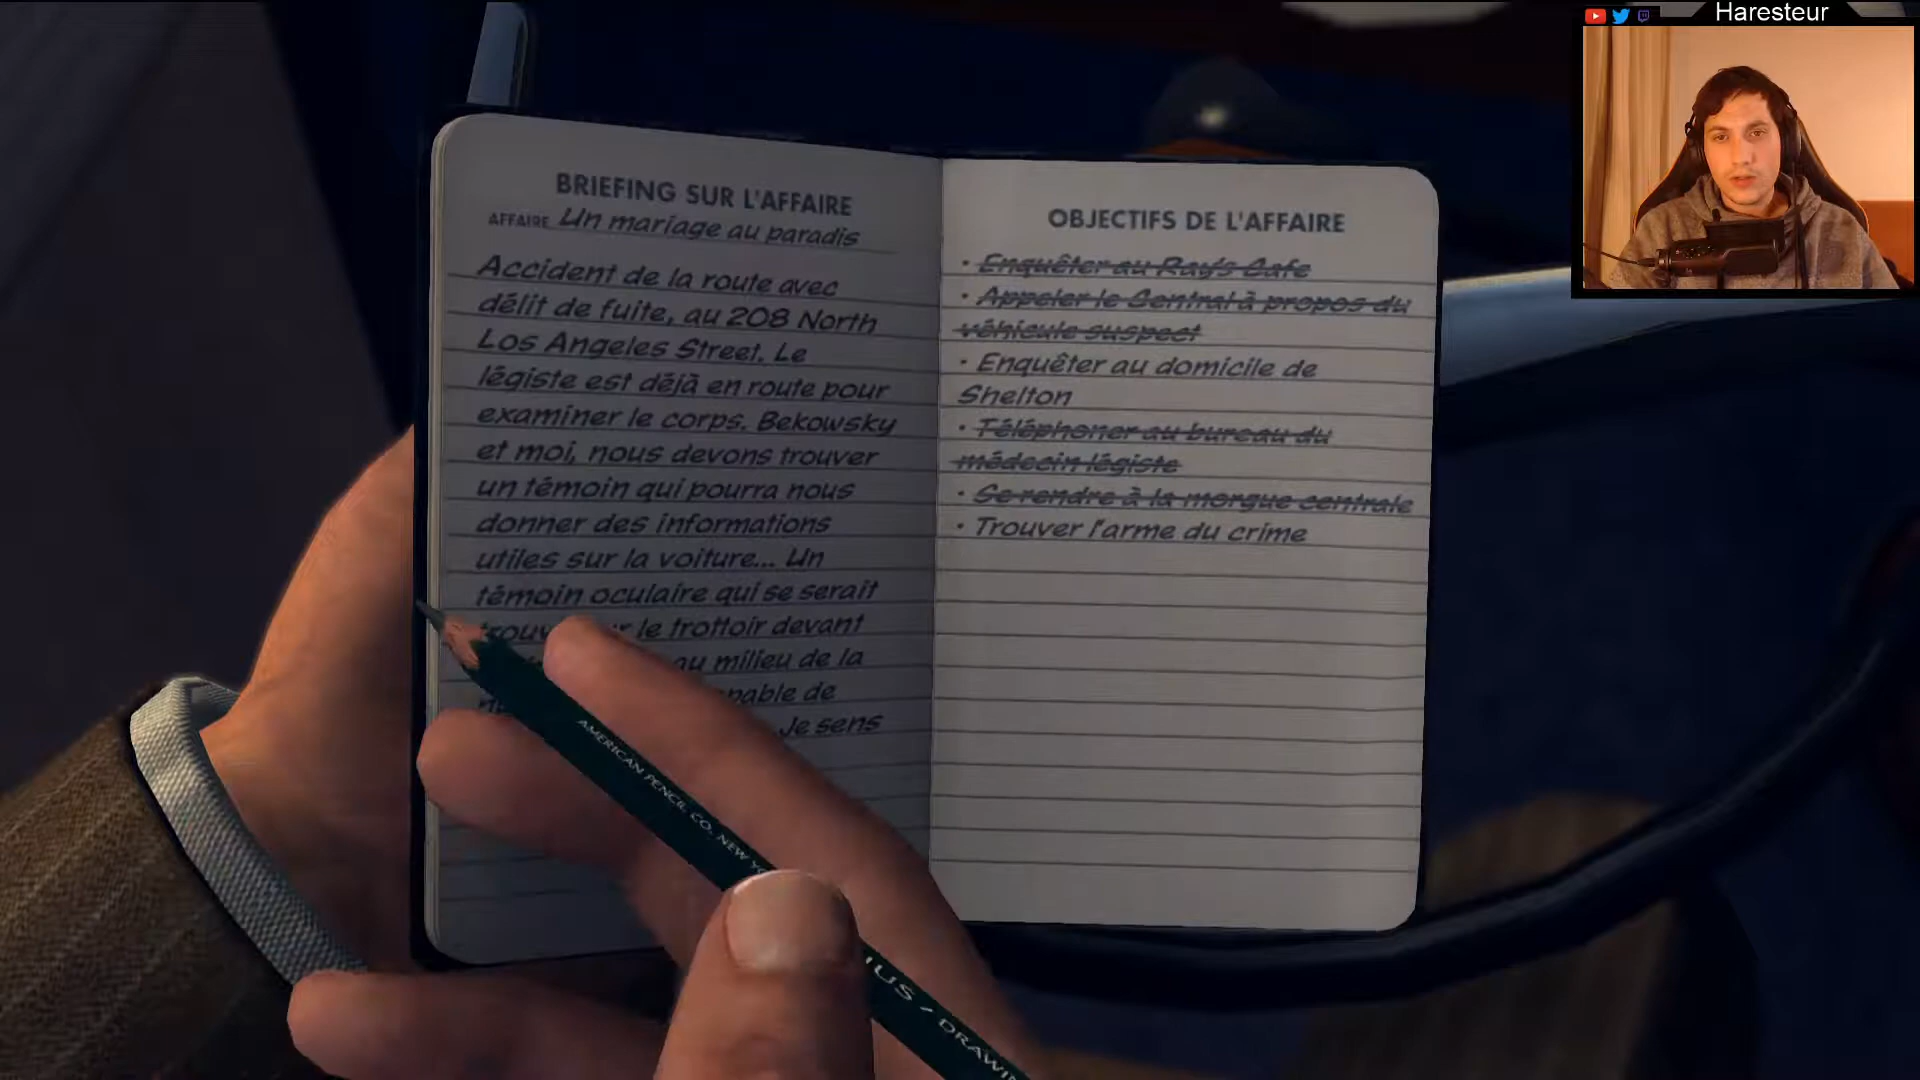 Haresteur
BRIEFING SUR L'AFFAIRE
AFFAIRE Un mariage au paradis
Accident de la route avec
délit de fuite, au 208 North
Los Angeles Street. Le
légiste est déjà en route pour
examiner le corps. Bekowsky
et moi, nous devons trouver
un témoin qui pourra nous
donner des informations
utiles sur la voiture... Un
témoin oculaire qui se serait
le trottoir devant
au milieu de la
de
Je sens
OBJECTIFS DE L'AFFAIRE
• Enquêter au Ray's Cafe
• Appeler le Central à propos du
véhicule suspect
• Enquêter au domicile de
Shelton
• Téléphoner au bureau du
médecin légiste
• Se rendre à la morgue centrale
• Trouver l'arme du crime
AMERICAN PENCIL CO. NEW
DRAWIN